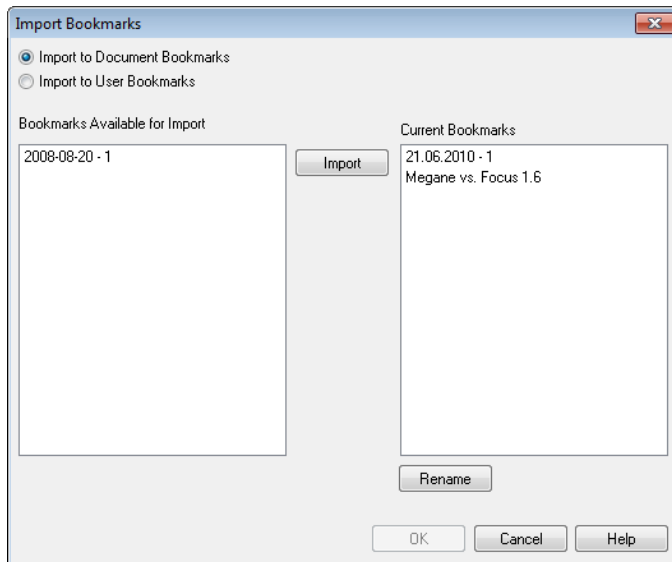 Import Bookmarks
Import to Document Bookmarks
Import to User Bookmarks
Bookmarks Available for Import
Current Bookmarks
2008-08-20 - 1
Import
21.06.2010 - 1
Megane vs. Focus 1.6
Rename
OK
Cancel
Help